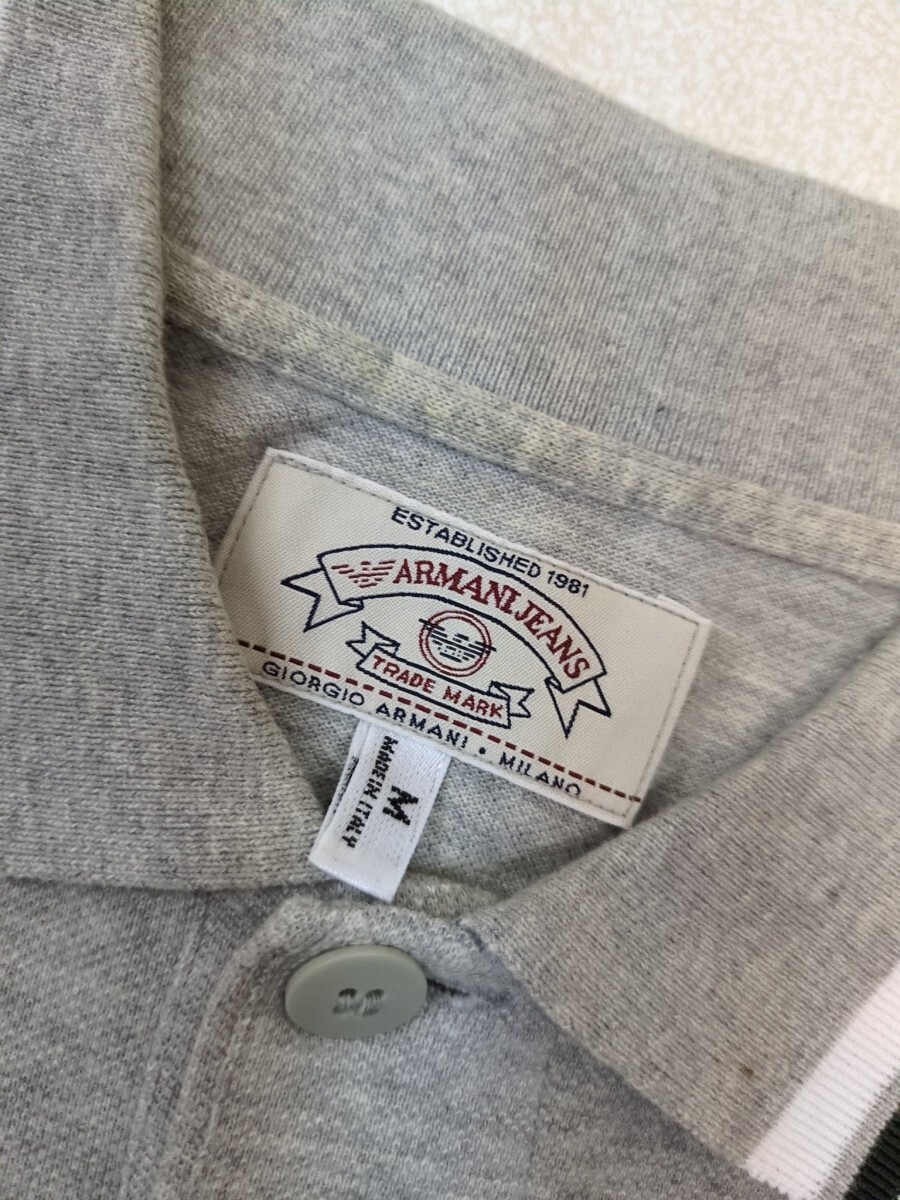 ESTABLISHED 1981
ARMANI JEANS
TRADE MARK
GIORGIO ARMANI • MILANO
M
MADE IN ITALY